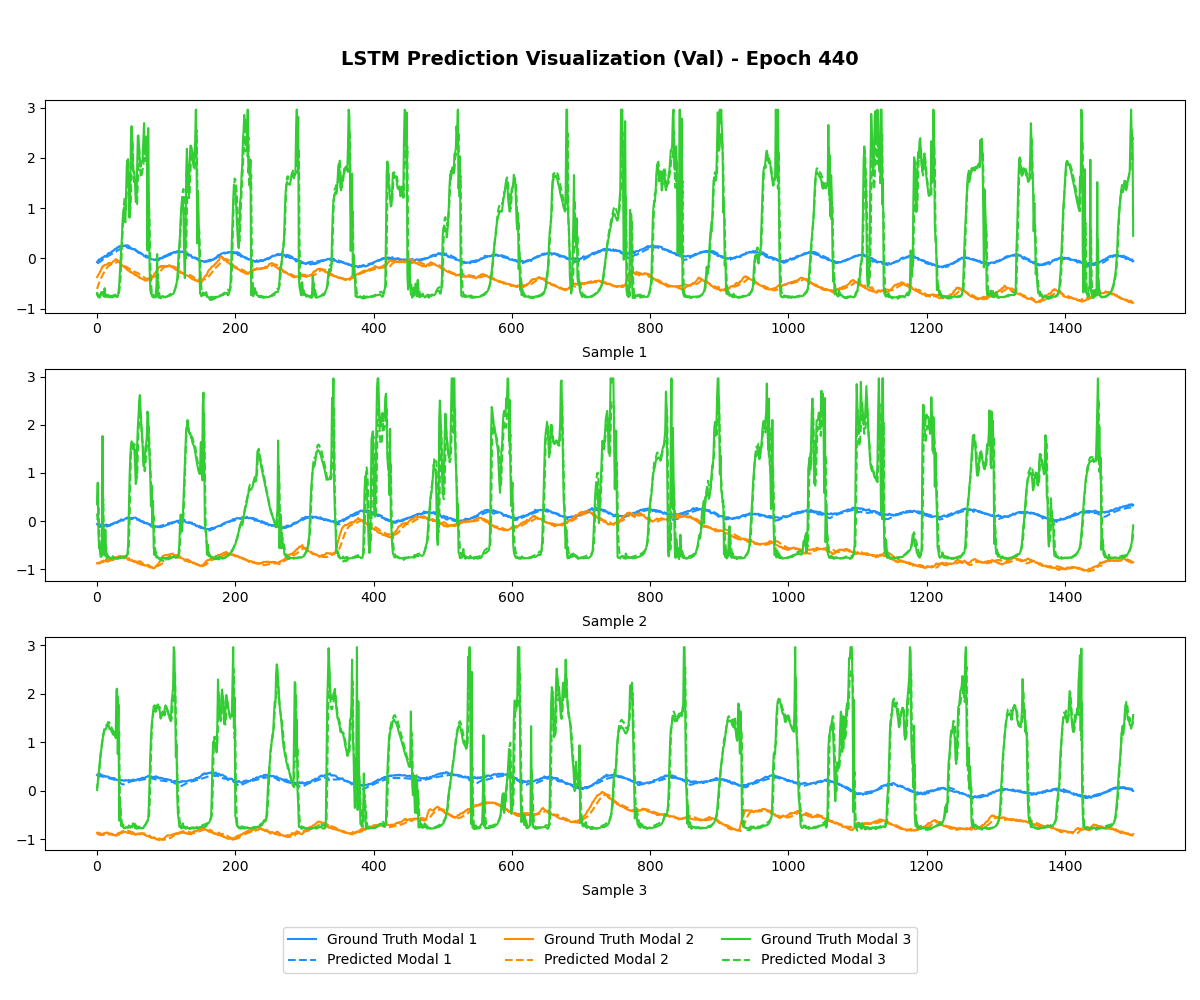 LSTM Prediction Visualization (Val) - Epoch 440
3
2
1
0
−1
0 200 400 600 800 1000 1200 1400
Sample 1
3
2
1
0
−1
0 200 400 600 800 1000 1200 1400
Sample 2
3
2
1
0
−1
0 200 400 600 800 1000 1200 1400
Sample 3
Ground Truth Modal 1 Ground Truth Modal 2 Ground Truth Modal 3
Predicted Modal 1 Predicted Modal 2 Predicted Modal 3